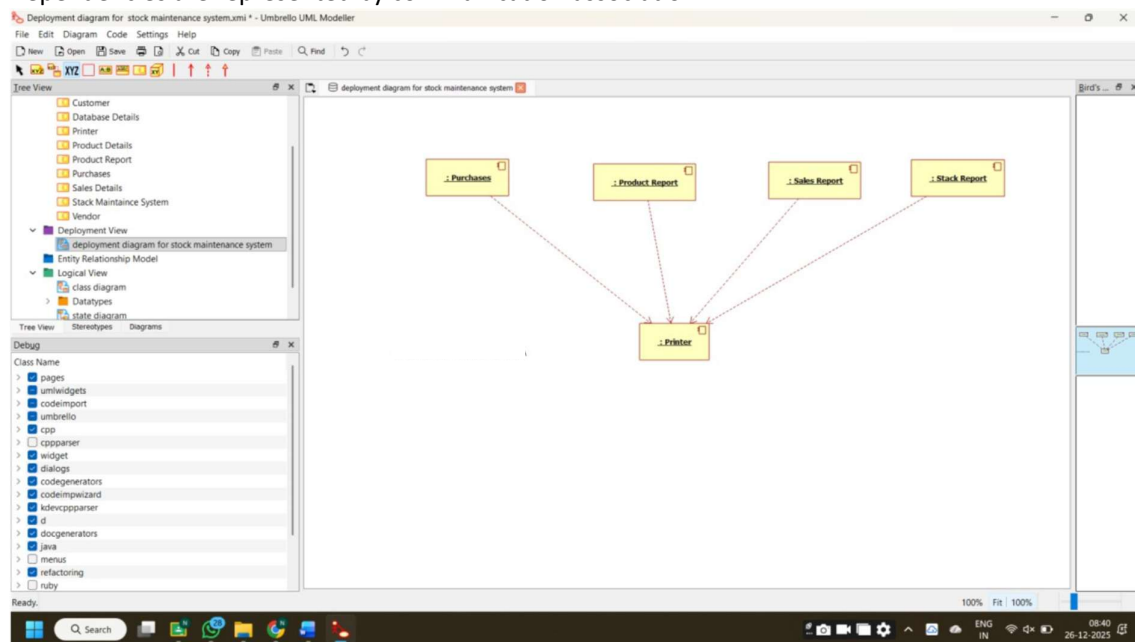 Deployment diagram for stock maintenance system.xmi * - Umbrello UML Modeller
File Edit Diagram Code Settings Help
New Open Save Cut Copy Paste Find
XYZ
Tree View
deployment diagram for stock maintenance system
Bird's ...
Customer
Database Details
Printer
Product Details
Product Report
Purchases
Sales Details
Stack Maintaince System
Vendor
Deployment View
deployment diagram for stock maintenance system
Entity Relationship Model
Logical View
class diagram
Datatypes
state diagram
Tree View Stereotypes Diagrams
: Purchases
: Product Report
: Sales Report
: Stack Report
: Printer
Debug
Class Name
pages
umlwidgets
codeimport
umbrello
cpp
cppparser
widget
dialogs
codegenerators
codeimpwizard
kdevcppparser
d
docgenerators
java
menus
refactoring
ruby
Ready.
100% Fit 100%
Search
28
ENG
IN
08:40
26-12-2025